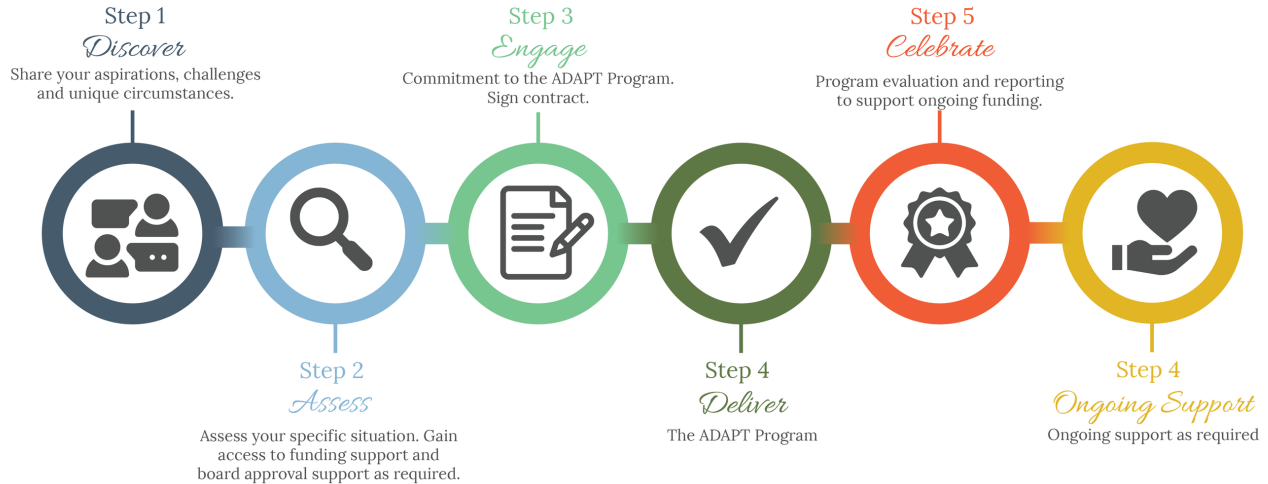 Step 1
Discover
Share your aspirations, challenges
and unique circumstances.
Step 2
Assess
Assess your specific situation. Gain
access to funding support and
board approval support as required.
Step 3
Engage
Commitment to the ADAPT Program.
Sign contract.
Step 4
Deliver
The ADAPT Program
Step 5
Celebrate
Program evaluation and reporting
to support ongoing funding.
Step 4
Ongoing Support
Ongoing support as required